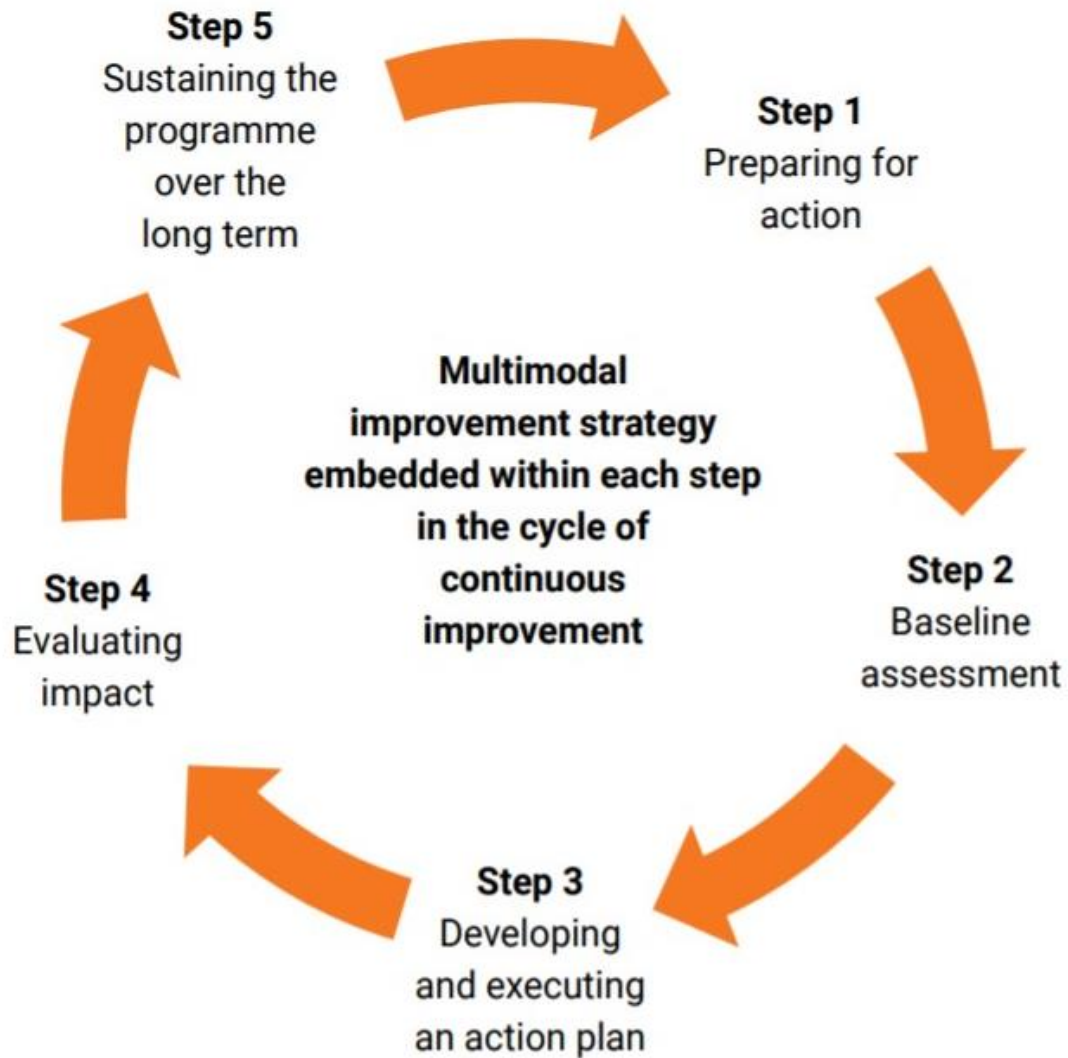 Step 5
Sustaining the
programme
over the
long term
Step 1
Preparing for
action
Multimodal
improvement strategy
embedded within each step
in the cycle of
continuous
improvement
Step 2
Baseline
assessment
Step 4
Evaluating
impact
Step 3
Developing
and executing
an action plan